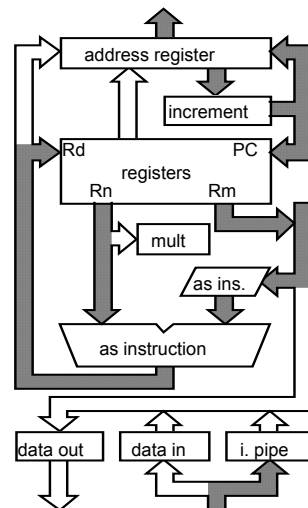 address register
increment
Rd PC
registers
Rn Rm
mult
as ins.
as instruction
data out data in i. pipe